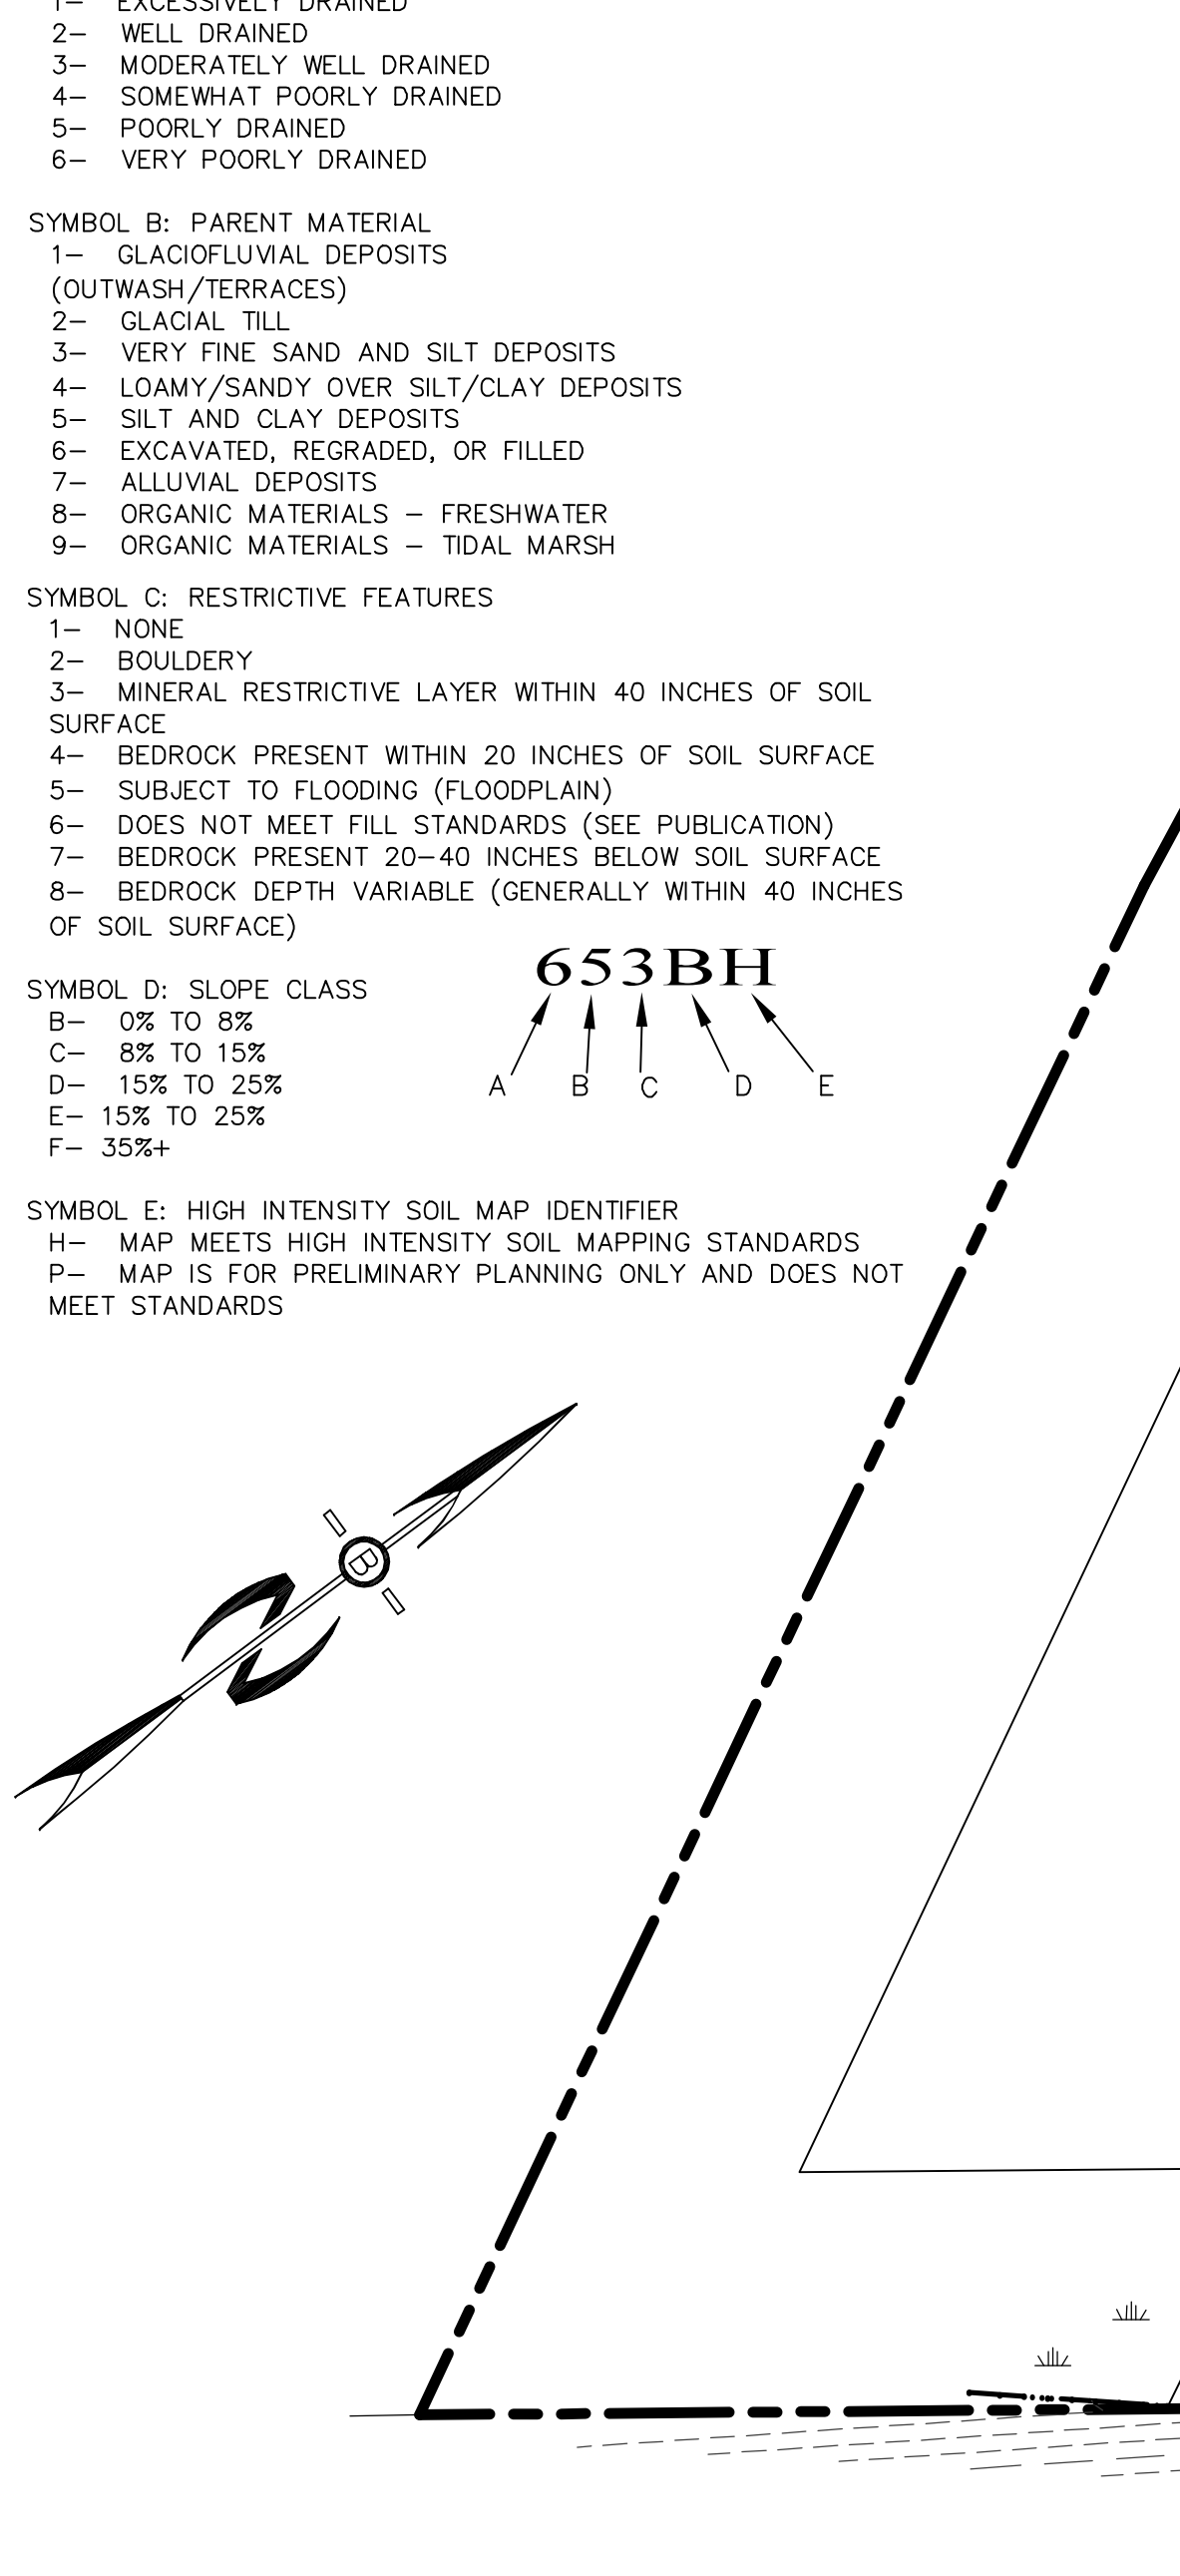 1– EXCESSIVELY DRAINED
2– WELL DRAINED
3– MODERATELY WELL DRAINED
4– SOMEWHAT POORLY DRAINED
5– POORLY DRAINED
6– VERY POORLY DRAINED
SYMBOL B: PARENT MATERIAL
1– GLACIOFLUVIAL DEPOSITS
(OUTWASH/TERRACES)
2– GLACIAL TILL
3– VERY FINE SAND AND SILT DEPOSITS
4– LOAMY/SANDY OVER SILT/CLAY DEPOSITS
5– SILT AND CLAY DEPOSITS
6– EXCAVATED, REGRADED, OR FILLED
7– ALLUVIAL DEPOSITS
8– ORGANIC MATERIALS – FRESHWATER
9– ORGANIC MATERIALS – TIDAL MARSH
SYMBOL C: RESTRICTIVE FEATURES
1– NONE
2– BOULDERY
3– MINERAL RESTRICTIVE LAYER WITHIN 40 INCHES OF SOIL
SURFACE
4– BEDROCK PRESENT WITHIN 20 INCHES OF SOIL SURFACE
5– SUBJECT TO FLOODING (FLOODPLAIN)
6– DOES NOT MEET FILL STANDARDS (SEE PUBLICATION)
7– BEDROCK PRESENT 20–40 INCHES BELOW SOIL SURFACE
8– BEDROCK DEPTH VARIABLE (GENERALLY WITHIN 40 INCHES
OF SOIL SURFACE)
SYMBOL D: SLOPE CLASS
B– 0% TO 8%
C– 8% TO 15%
D– 15% TO 25%
E– 15% TO 25%
F– 35%+
653BH
A B C D E
SYMBOL E: HIGH INTENSITY SOIL MAP IDENTIFIER
H– MAP MEETS HIGH INTENSITY SOIL MAPPING STANDARDS
P– MAP IS FOR PRELIMINARY PLANNING ONLY AND DOES NOT
MEET STANDARDS
B